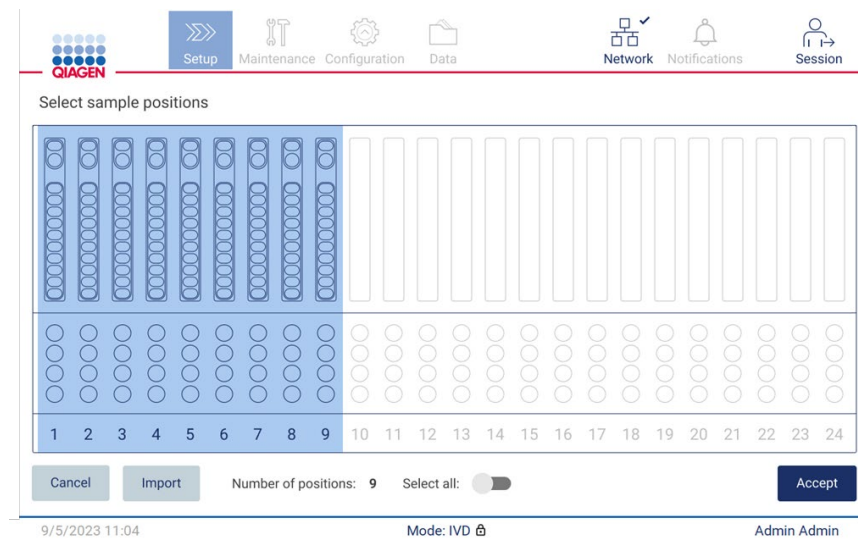 QIAGEN
Setup Maintenance Configuration Data Network Notifications Session
Select sample positions
1 2 3 4 5 6 7 8 9 10 11 12 13 14 15 16 17 18 19 20 21 22 23 24
Cancel Import Number of positions: 9 Select all: Accept
9/5/2023 11:04 Mode: IVD Admin Admin